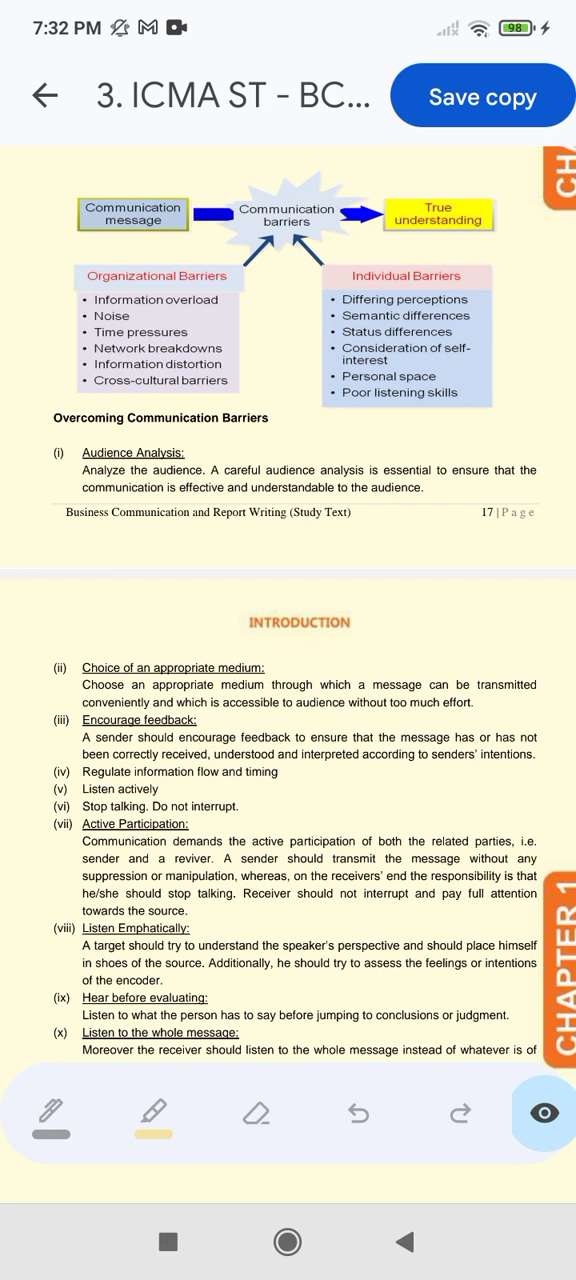 7:32 PM
98
3. ICMA ST - BC...
Save copy
CH
Communication
message
Communication
barriers
True
understanding
Organizational Barriers
• Information overload
• Noise
• Time pressures
• Network breakdowns
• Information distortion
• Cross-cultural barriers
Individual Barriers
• Differing perceptions
• Semantic differences
• Status differences
• Consideration of self-
interest
• Personal space
• Poor listening skills
Overcoming Communication Barriers
(i) Audience Analysis:
Analyze the audience. A careful audience analysis is essential to ensure that the
communication is effective and understandable to the audience.
Business Communication and Report Writing (Study Text) 17 | P a g e
INTRODUCTION
(ii) Choice of an appropriate medium:
Choose an appropriate medium through which a message can be transmitted
conveniently and which is accessible to audience without too much effort.
(iii) Encourage feedback:
A sender should encourage feedback to ensure that the message has or has not
been correctly received, understood and interpreted according to senders' intentions.
(iv) Regulate information flow and timing
(v) Listen actively
(vi) Stop talking. Do not interrupt.
(vii) Active Participation:
Communication demands the active participation of both the related parties, i.e.
sender and a reviver. A sender should transmit the message without any
suppression or manipulation, whereas, on the receivers' end the responsibility is that
he/she should stop talking. Receiver should not interrupt and pay full attention
towards the source.
(viii) Listen Emphatically:
A target should try to understand the speaker's perspective and should place himself
in shoes of the source. Additionally, he should try to assess the feelings or intentions
of the encoder.
(ix) Hear before evaluating:
Listen to what the person has to say before jumping to conclusions or judgment.
(x) Listen to the whole message:
Moreover the receiver should listen to the whole message instead of whatever is of
CHAPTER 1